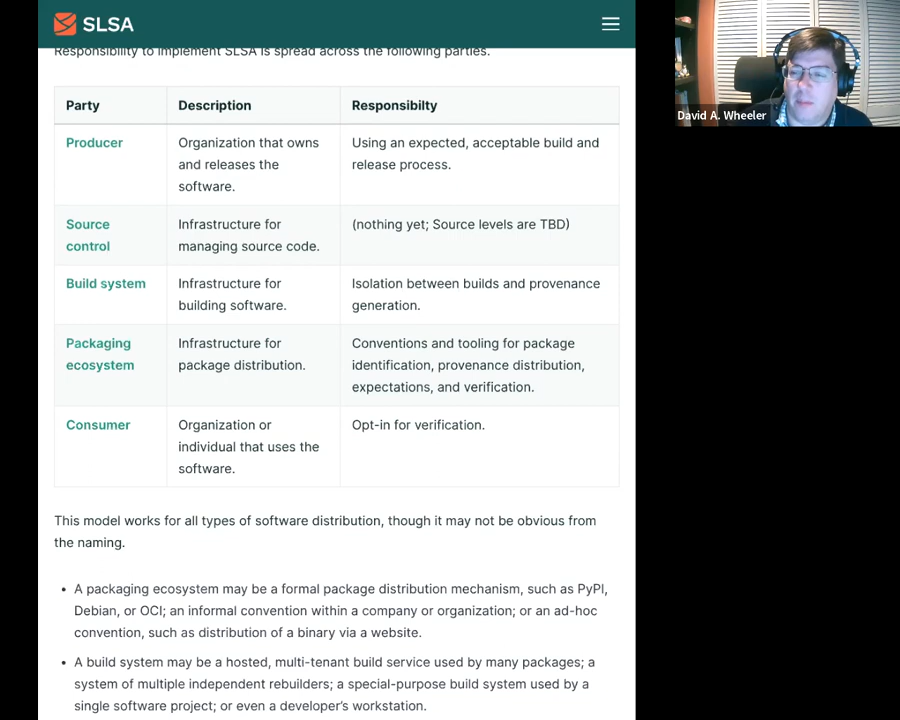 SLSA
Responsibility to implement SLSA is spread across the following parties.
Party Description Responsibilty
Producer Organization that owns and releases the software. Using an expected, acceptable build and release process.
Source control Infrastructure for managing source code. (nothing yet; Source levels are TBD)
Build system Infrastructure for building software. Isolation between builds and provenance generation.
Packaging ecosystem Infrastructure for package distribution. Conventions and tooling for package identification, provenance distribution, expectations, and verification.
Consumer Organization or individual that uses the software. Opt-in for verification.
This model works for all types of software distribution, though it may not be obvious from
the naming.
• A packaging ecosystem may be a formal package distribution mechanism, such as PyPI,
Debian, or OCI; an informal convention within a company or organization; or an ad-hoc
convention, such as distribution of a binary via a website.
• A build system may be a hosted, multi-tenant build service used by many packages; a
system of multiple independent rebuilders; a special-purpose build system used by a
single software project; or even a developer's workstation.
David A. Wheeler